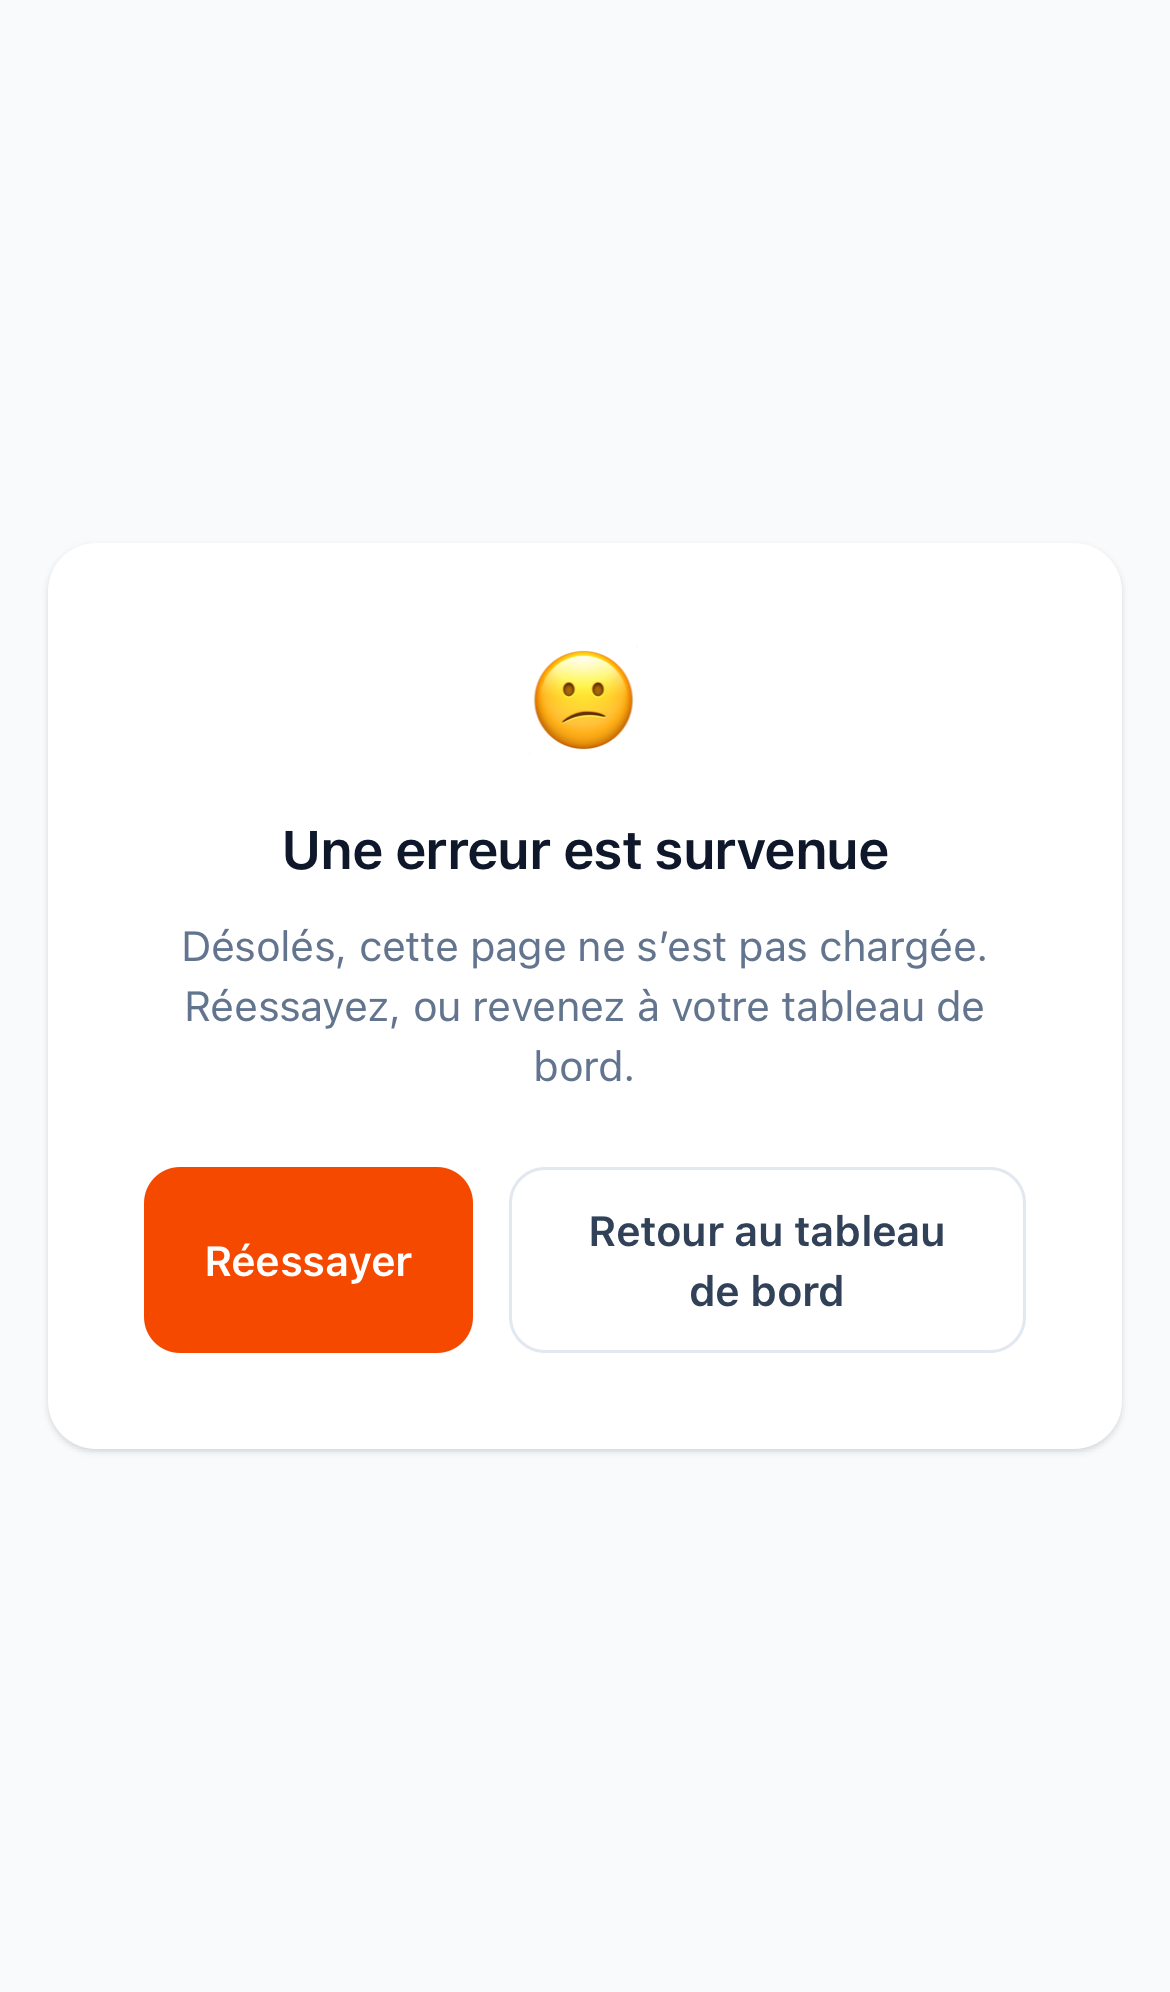 Une erreur est survenue
Désolés, cette page ne s’est pas chargée.
Réessayez, ou revenez à votre tableau de
bord.
Réessayer
Retour au tableau
de bord